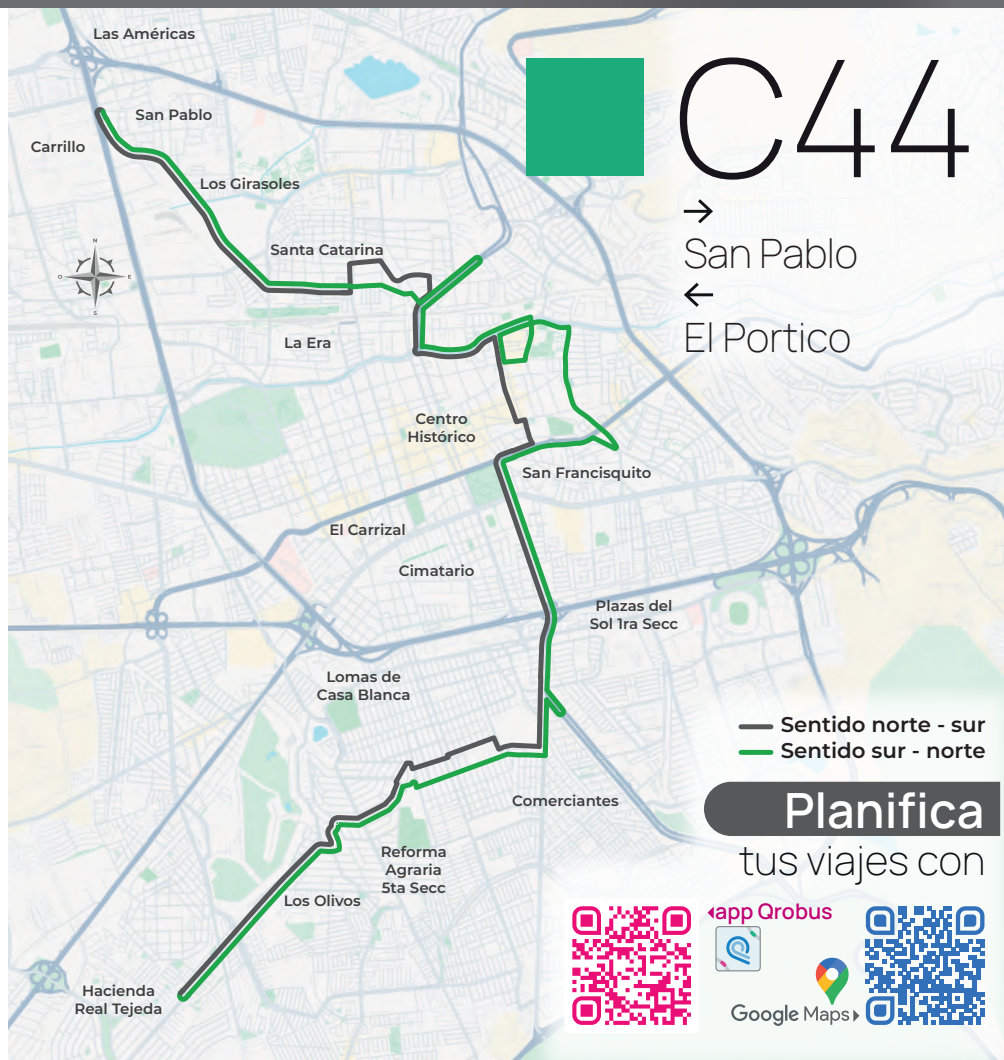 Las Américas
San Pablo
Carrillo
Los Girasoles
Santa Catarina
N
O
E
S
La Era
C44
→
San Pablo
←
El Portico
Centro
Histórico
San Francisquito
El Carrizal
Cimatario
Plazas del
Sol 1ra Secc
Lomas de
Casa Blanca
Sentido norte - sur
Sentido sur - norte
Comerciantes
Planifica
tus viajes con
Reforma
Agraria
5ta Secc
Los Olivos
app Qrobus
Hacienda
Real Tejeda
Google Maps